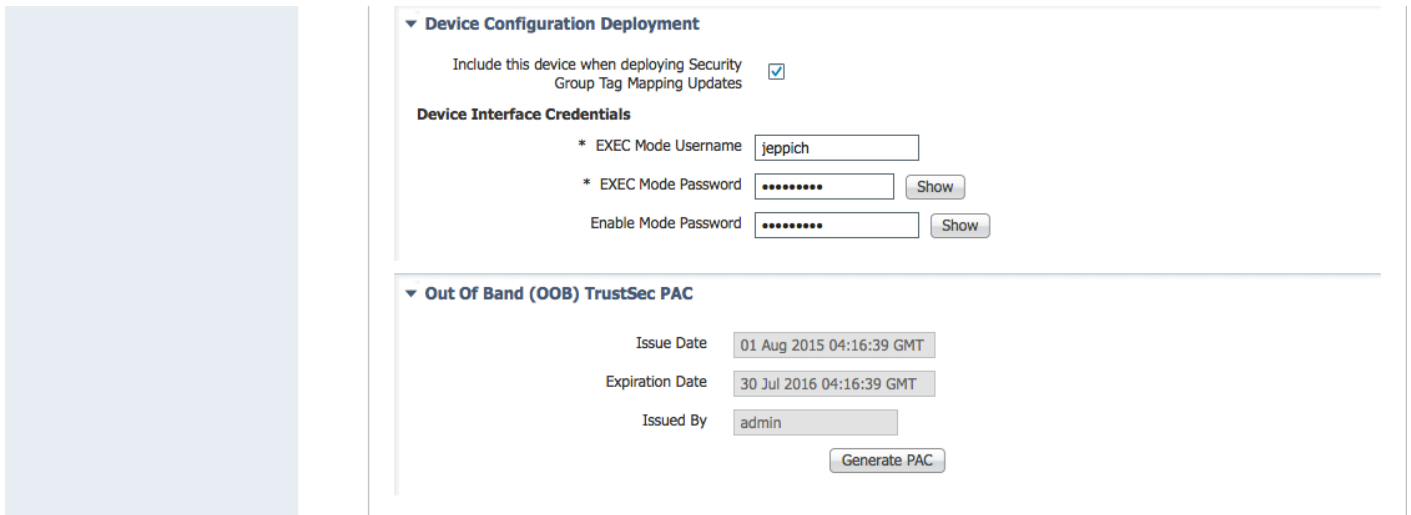 Device Configuration Deployment
Include this device when deploying Security
Group Tag Mapping Updates
Device Interface Credentials
* EXEC Mode Username jeppich
* EXEC Mode Password ••••••••• Show
Enable Mode Password ••••••••• Show
Out Of Band (OOB) TrustSec PAC
Issue Date 01 Aug 2015 04:16:39 GMT
Expiration Date 30 Jul 2016 04:16:39 GMT
Issued By admin
Generate PAC